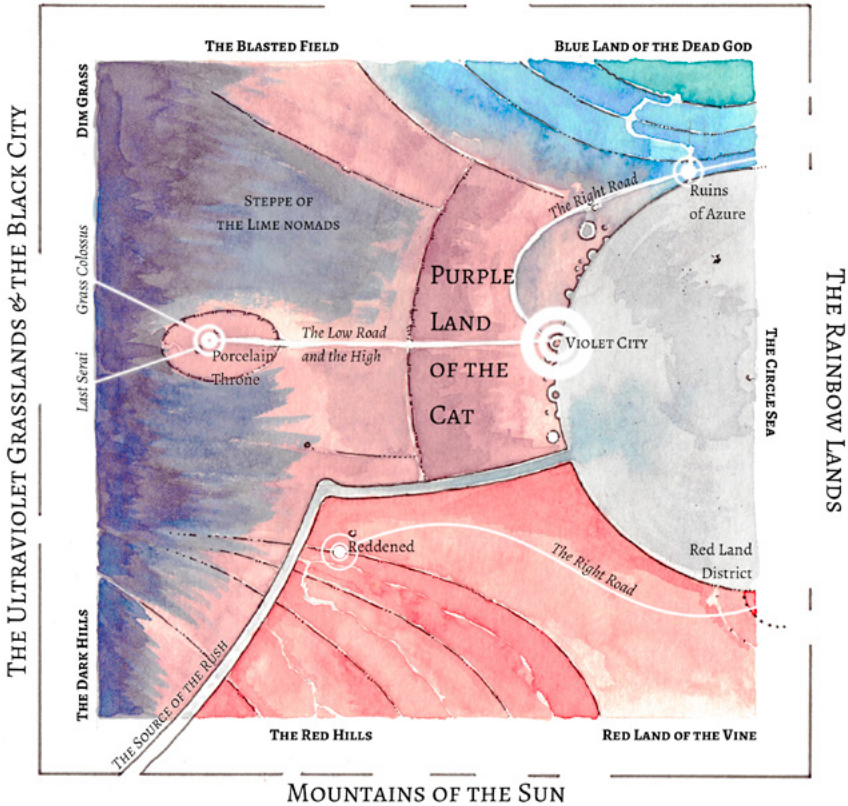 The Blasted Field
Blue Land of the Dead God
Dim Grass
The Ultraviolet Grasslands & the Black City
Steppe of
the Lime nomads
The Right Road
Ruins
of Azure
Grass Colossus
Purple
Land
of the
Cat
The Low Road
and the High
Porcelain
Throne
Violet City
Last Serai
The Circle Sea
The Rainbow Lands
Reddened
The Right Road
Red Land
District
The Dark Hills
The Source of the Rush
The Red Hills
Red Land of the Vine
Mountains of the Sun